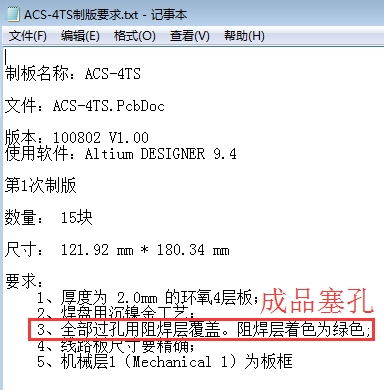 ACS-4TS制版要求.txt - 记事本
文件(F) 编辑(E) 格式(O) 查看(V) 帮助(H)
制板名称: ACS-4TS
文件: ACS-4TS.PcbDoc
版本: 100802 V1.00
使用软件: Altium DESIGNER 9.4
第1次制版
数量: 15块
尺寸: 121.92 mm * 180.34 mm
要求:
1、厚度为 2.0mm 的环氧4层板;
成品塞孔
2、焊盘用沉镍金工艺;
3、全部过孔用阻焊层覆盖。阻焊层着色为绿色;
4、线路板尺寸要精确;
5、机械层1 (Mechanical 1) 为板框